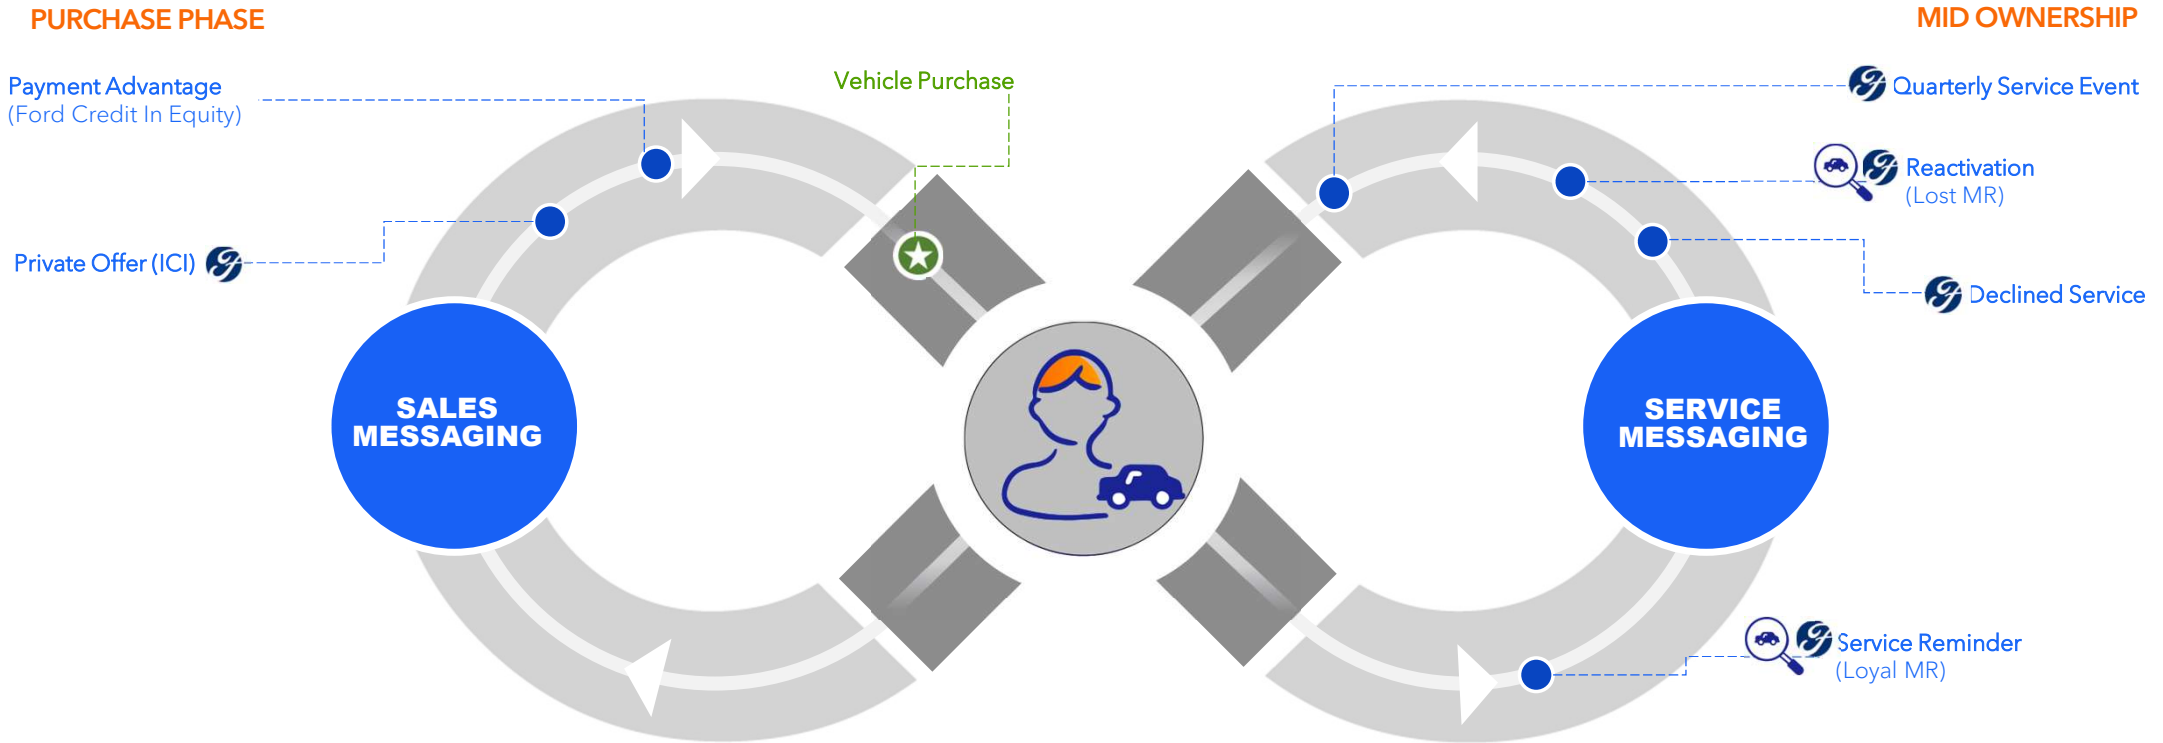 PURCHASE PHASE
MID OWNERSHIP
Payment Advantage
(Ford Credit In Equity)
Vehicle Purchase
Quarterly Service Event
Reactivation
(Lost MR)
Private Offer (ICI)
Declined Service
SALES
MESSAGING
SERVICE
MESSAGING
Service Reminder
(Loyal MR)